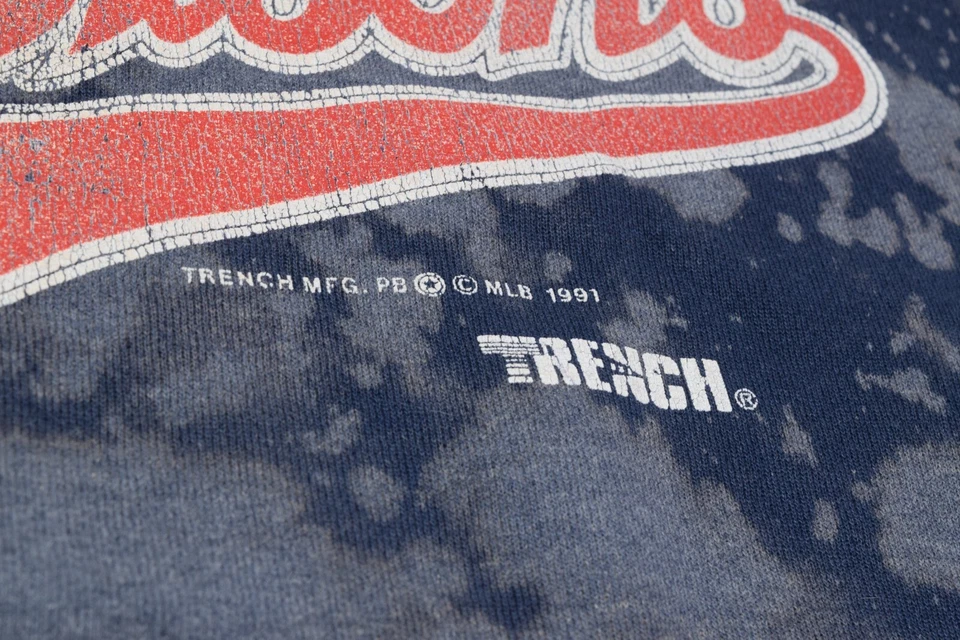 TRENCH MFG. PB © MLB 1991
TRENCH®